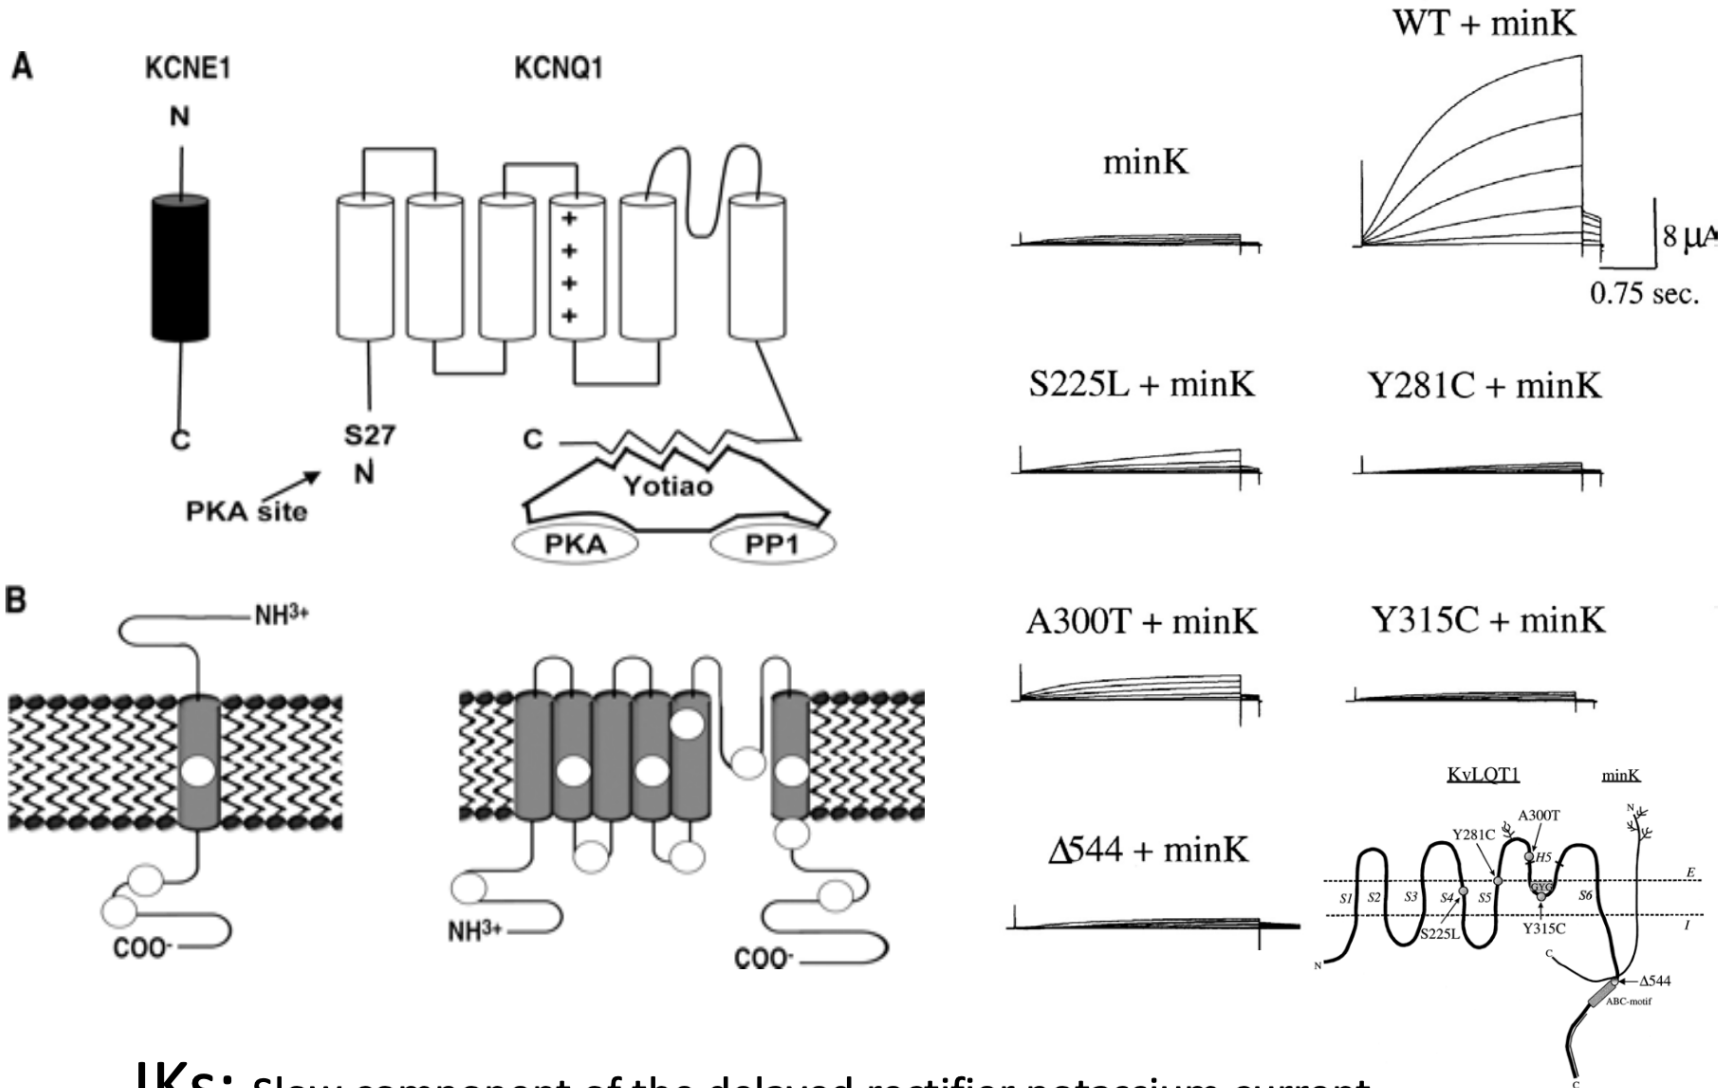 A
KCNE1
KCNQ1
N
C
+
+
+
+
S27
N
PKA site
C
Yotiao
PKA
PP1
B
NH3+
COO-
NH3+
COO-
WT + minK
minK
8 μA
0.75 sec.
S225L + minK
Y281C + minK
A300T + minK
Y315C + minK
Δ544 + minK
KvLQT1
minK
A300T
N
Y281C
H5
E
GYG
S1
S2
S3
S4
S5
S6
I
S225L
Y315C
C
N
Δ544
ABC-motif
C
IKs: Slow component of the delayed rectifier potassium current